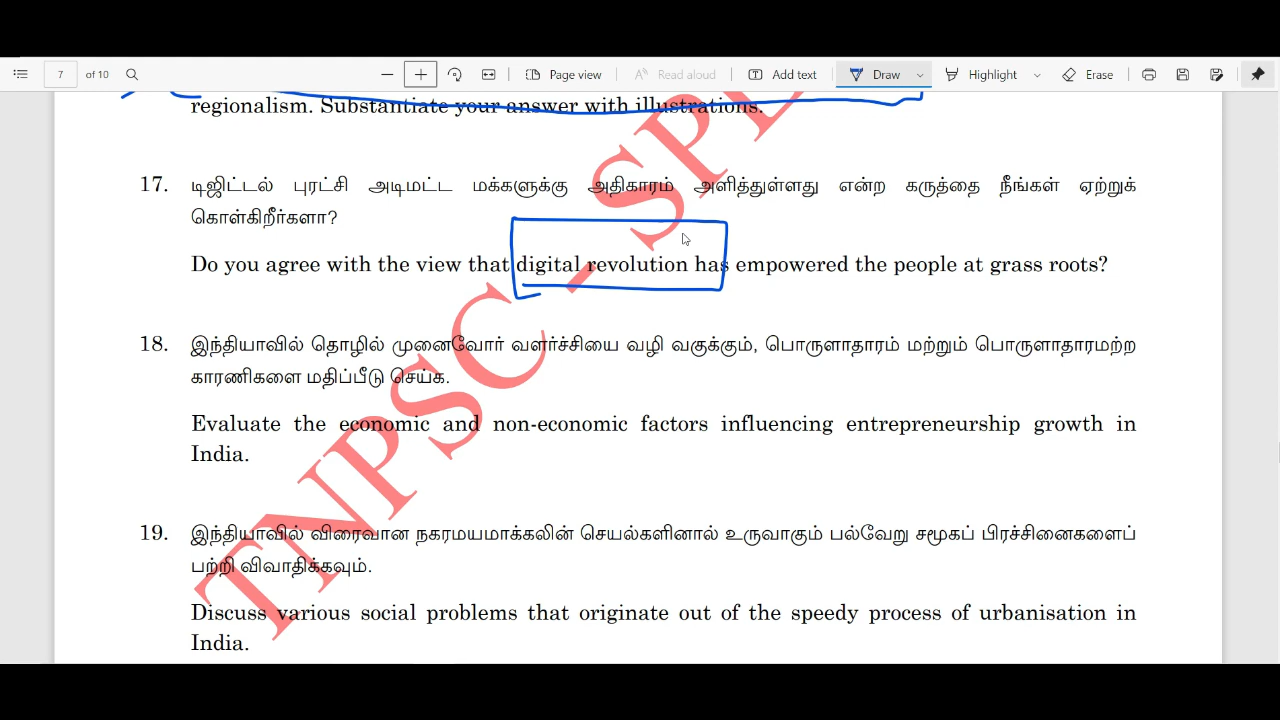 7 of 10 Page view Read aloud Add text Draw Highlight Erase
regionalism. Substantiate your answer with illustrations.
17. டிஜிட்டல் புரட்சி அடிமட்ட மக்களுக்கு அதிகாரம் அளித்துள்ளது என்ற கருத்தை நீங்கள் ஏற்றுக்
கொள்கிறீர்களா?
Do you agree with the view that digital revolution has empowered the people at grass roots?
18. இந்தியாவில் தொழில் முனைவோர் வளர்ச்சியை வழி வகுக்கும், பொருளாதாரம் மற்றும் பொருளாதாரமற்ற
காரணிகளை மதிப்பீடு செய்க.
Evaluate the economic and non-economic factors influencing entrepreneurship growth in
India.
19. இந்தியாவில் விரைவான நகரமயமாக்கலின் செயல்களினால் உருவாகும் பல்வேறு சமூகப் பிரச்சினைகளைப்
பற்றி விவாதிக்கவும்.
Discuss various social problems that originate out of the speedy process of urbanisation in
India.
TNPSC - SPL